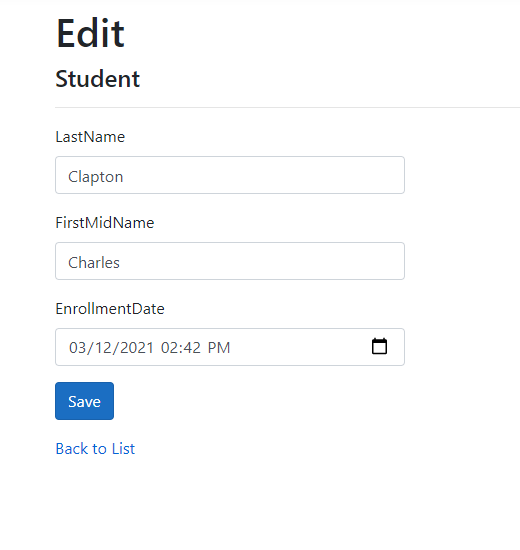 Edit
Student
LastName
Clapton
FirstMidName
Charles
EnrollmentDate
03/12/2021 02:42 PM
Save
Back to List